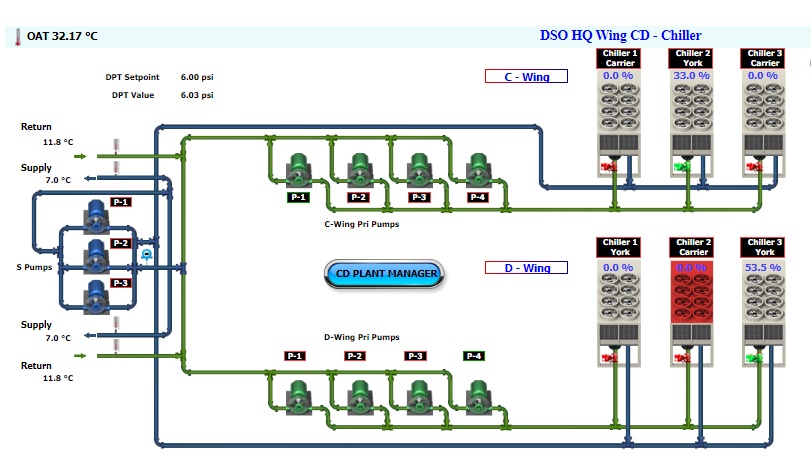 OAT 32.17 °C
DSO HQ Wing CD - Chiller
DPT Setpoint 6.00 psi
DPT Value 6.03 psi
C - Wing
Chiller 1
Carrier
0.0 %
Chiller 2
York
33.0 %
Chiller 3
Carrier
0.0 %
Return
11.8 °C
Supply
7.0 °C
P-1
P-2
P-3
P-4
C-Wing Pri Pumps
P-1
P-2
P-3
S Pumps
CD PLANT MANAGER
D - Wing
Chiller 1
York
0.0 %
Chiller 2
Carrier
0.0 %
Chiller 3
York
53.5 %
Supply
7.0 °C
Return
11.8 °C
D-Wing Pri Pumps
P-1
P-2
P-3
P-4